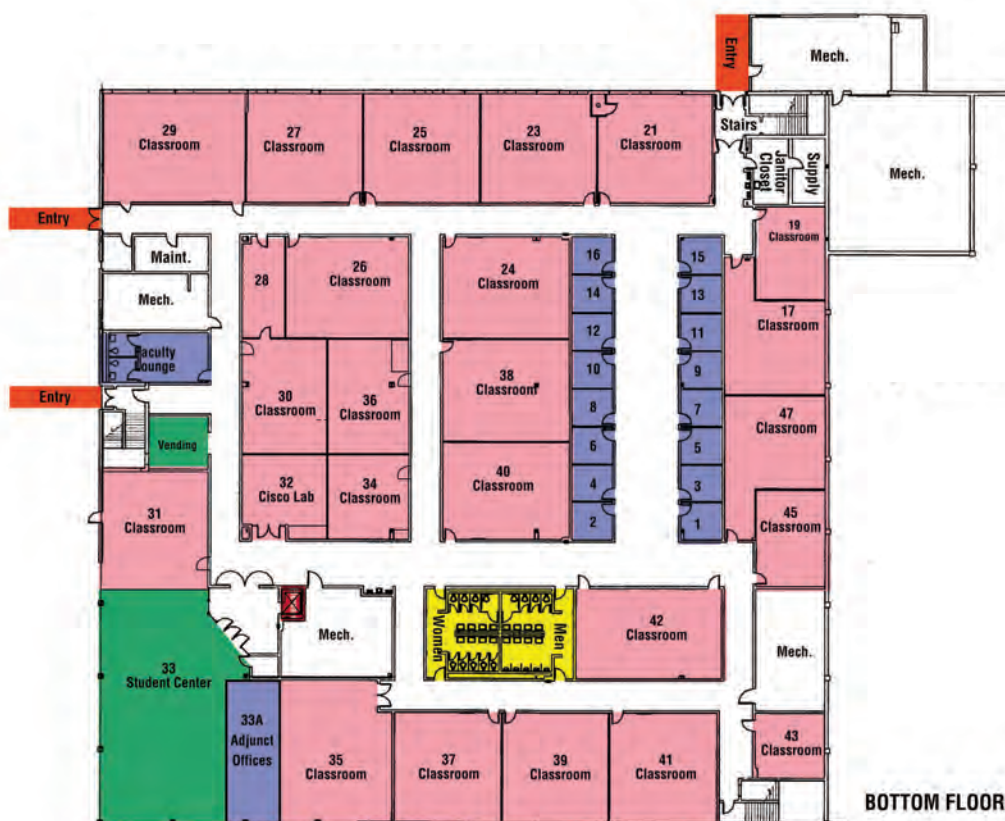 Entry
Mech.
Stairs
29
Classroom
27
Classroom
25
Classroom
23
Classroom
21
Classroom
Janitor
Closet
Supply
Mech.
Entry
19
Classroom
Maint.
28
26
Classroom
24
Classroom
16
15
14
13
Mech.
17
Classroom
12
11
Faculty
Lounge
10
9
38
Classroom
30
Classroom
36
Classroom
Entry
8
7
47
Classroom
Vending
6
5
32
Cisco Lab
34
Classroom
40
Classroom
4
3
31
Classroom
45
Classroom
2
1
Mech.
Women
Men
42
Classroom
Mech.
33
Student Center
33A
Adjunct
Offices
35
Classroom
37
Classroom
39
Classroom
41
Classroom
43
Classroom
BOTTOM FLOOR